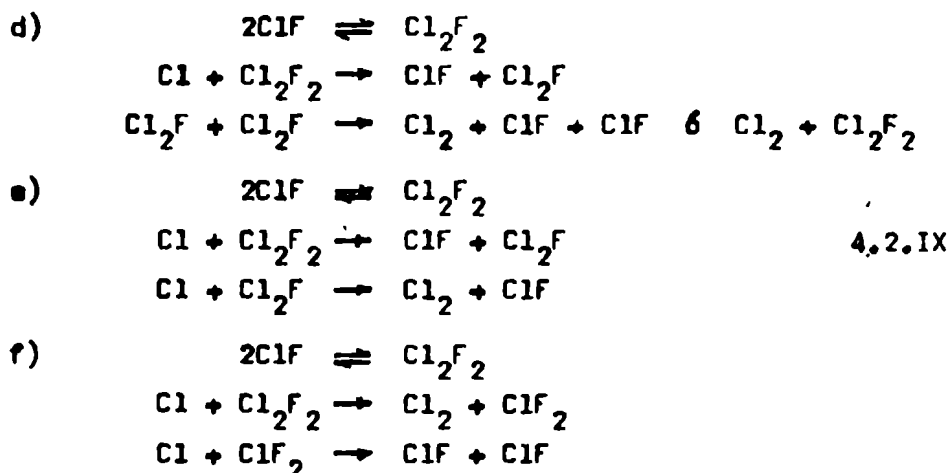 d) 2ClF ⇌ Cl₂F₂
Cl + Cl₂F₂ → ClF + Cl₂F
Cl₂F + Cl₂F → Cl₂ + ClF + ClF ó Cl₂ + Cl₂F₂
e) 2ClF ⇌ Cl₂F₂
Cl + Cl₂F₂ → ClF + Cl₂F 4.2.IX
Cl + Cl₂F → Cl₂ + ClF
f) 2ClF ⇌ Cl₂F₂
Cl + Cl₂F₂ → Cl₂ + ClF₂
Cl + ClF₂ → ClF + ClF